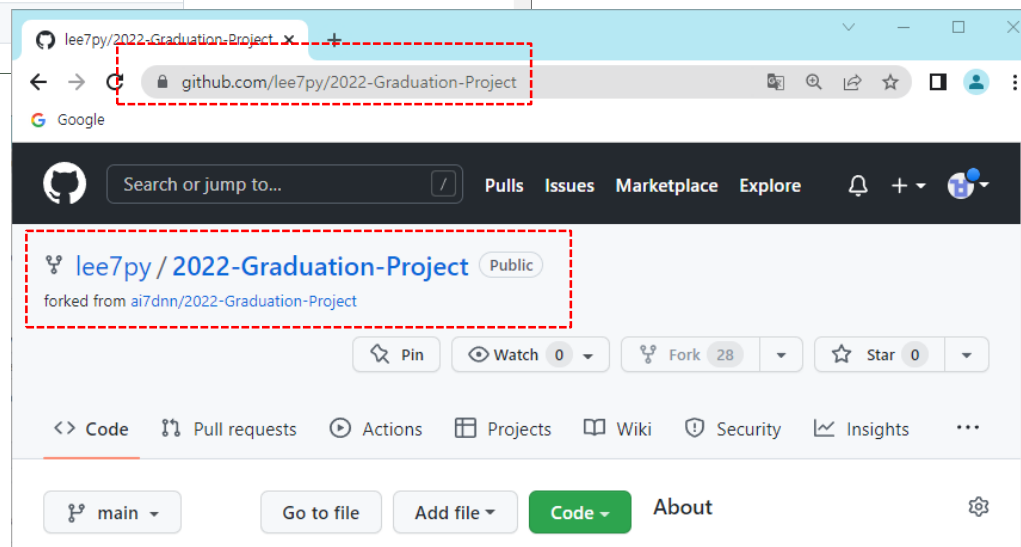 lee7py/2022-Graduation-Project
github.com/lee7py/2022-Graduation-Project
Google
Search or jump to... / Pulls Issues Marketplace Explore
lee7py / 2022-Graduation-Project Public
forked from ai7dnn/2022-Graduation-Project
Pin Watch 0 Fork 28 Star 0
Code Pull requests Actions Projects Wiki Security Insights
main Go to file Add file Code About